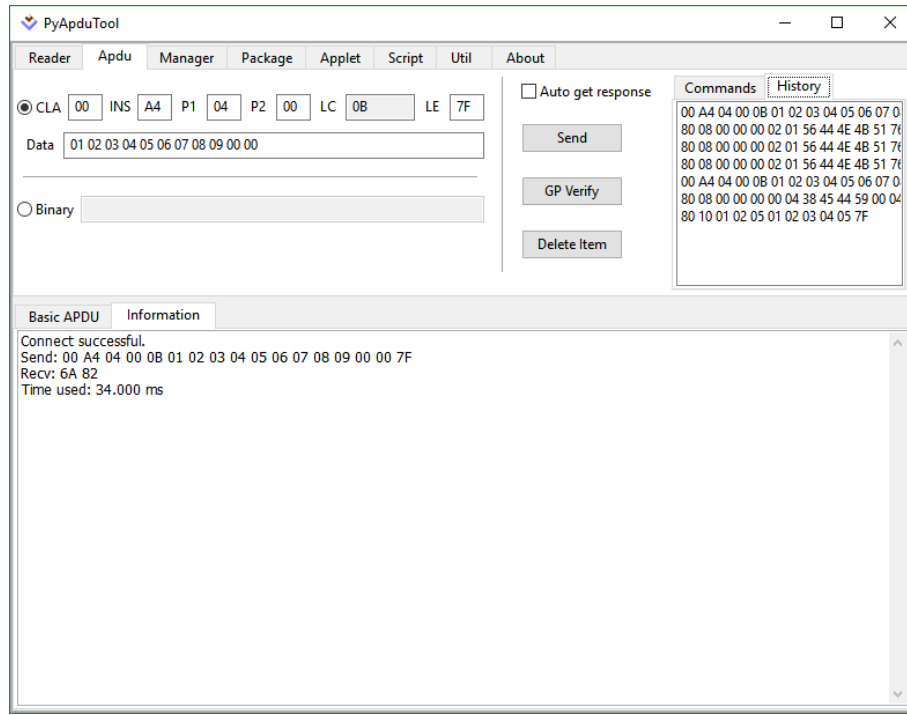 PyApduTool
Reader Apdu Manager Package Applet Script Util About
CLA 00 INS A4 P1 04 P2 00 LC 0B LE 7F
Data 01 02 03 04 05 06 07 08 09 00 00
Binary
Auto get response
Send
GP Verify
Delete Item
Commands History
00 A4 04 00 0B 01 02 03 04 05 06 07
80 08 00 00 00 02 01 56 44 4E 4B 51
80 08 00 00 00 02 01 56 44 4E 4B 51
80 08 00 00 00 02 01 56 44 4E 4B 51
00 A4 04 00 0B 01 02 03 04 05 06 07
80 08 00 00 00 00 04 38 45 44 59 00
80 10 01 02 05 01 02 03 04 05 7F
Basic APDU Information
Connect successful.
Send: 00 A4 04 00 0B 01 02 03 04 05 06 07 08 09 00 00 7F
Recv: 6A 82
Time used: 34.000 ms